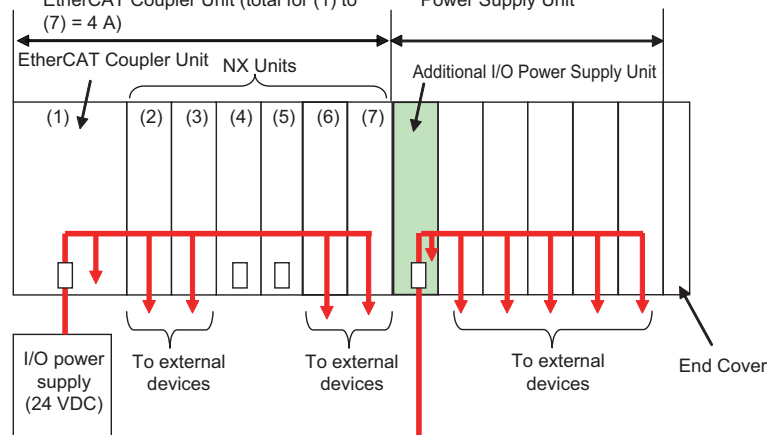 EtherCAT Coupler Unit (total for (1) to
(7) = 4 A)
Power Supply Unit
EtherCAT Coupler Unit
NX Units
Additional I/O Power Supply Unit
(1)
(2)
(3)
(4)
(5)
(6)
(7)
I/O power
supply
(24 VDC)
To external
devices
To external
devices
To external
devices
End Cover